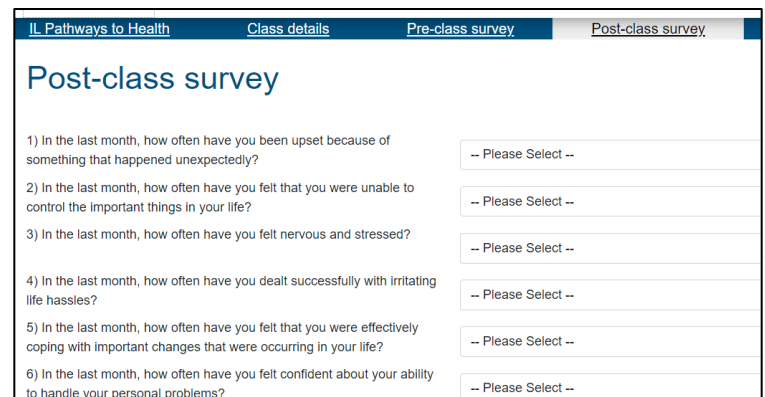 IL Pathways to Health Class details Pre-class survey Post-class survey
Post-class survey
1) In the last month, how often have you been upset because of
something that happened unexpectedly?
-- Please Select --
2) In the last month, how often have you felt that you were unable to
control the important things in your life?
-- Please Select --
3) In the last month, how often have you felt nervous and stressed?
-- Please Select --
4) In the last month, how often have you dealt successfully with irritating
life hassles?
-- Please Select --
5) In the last month, how often have you felt that you were effectively
coping with important changes that were occurring in your life?
-- Please Select --
6) In the last month, how often have you felt confident about your ability
to handle your personal problems?
-- Please Select --